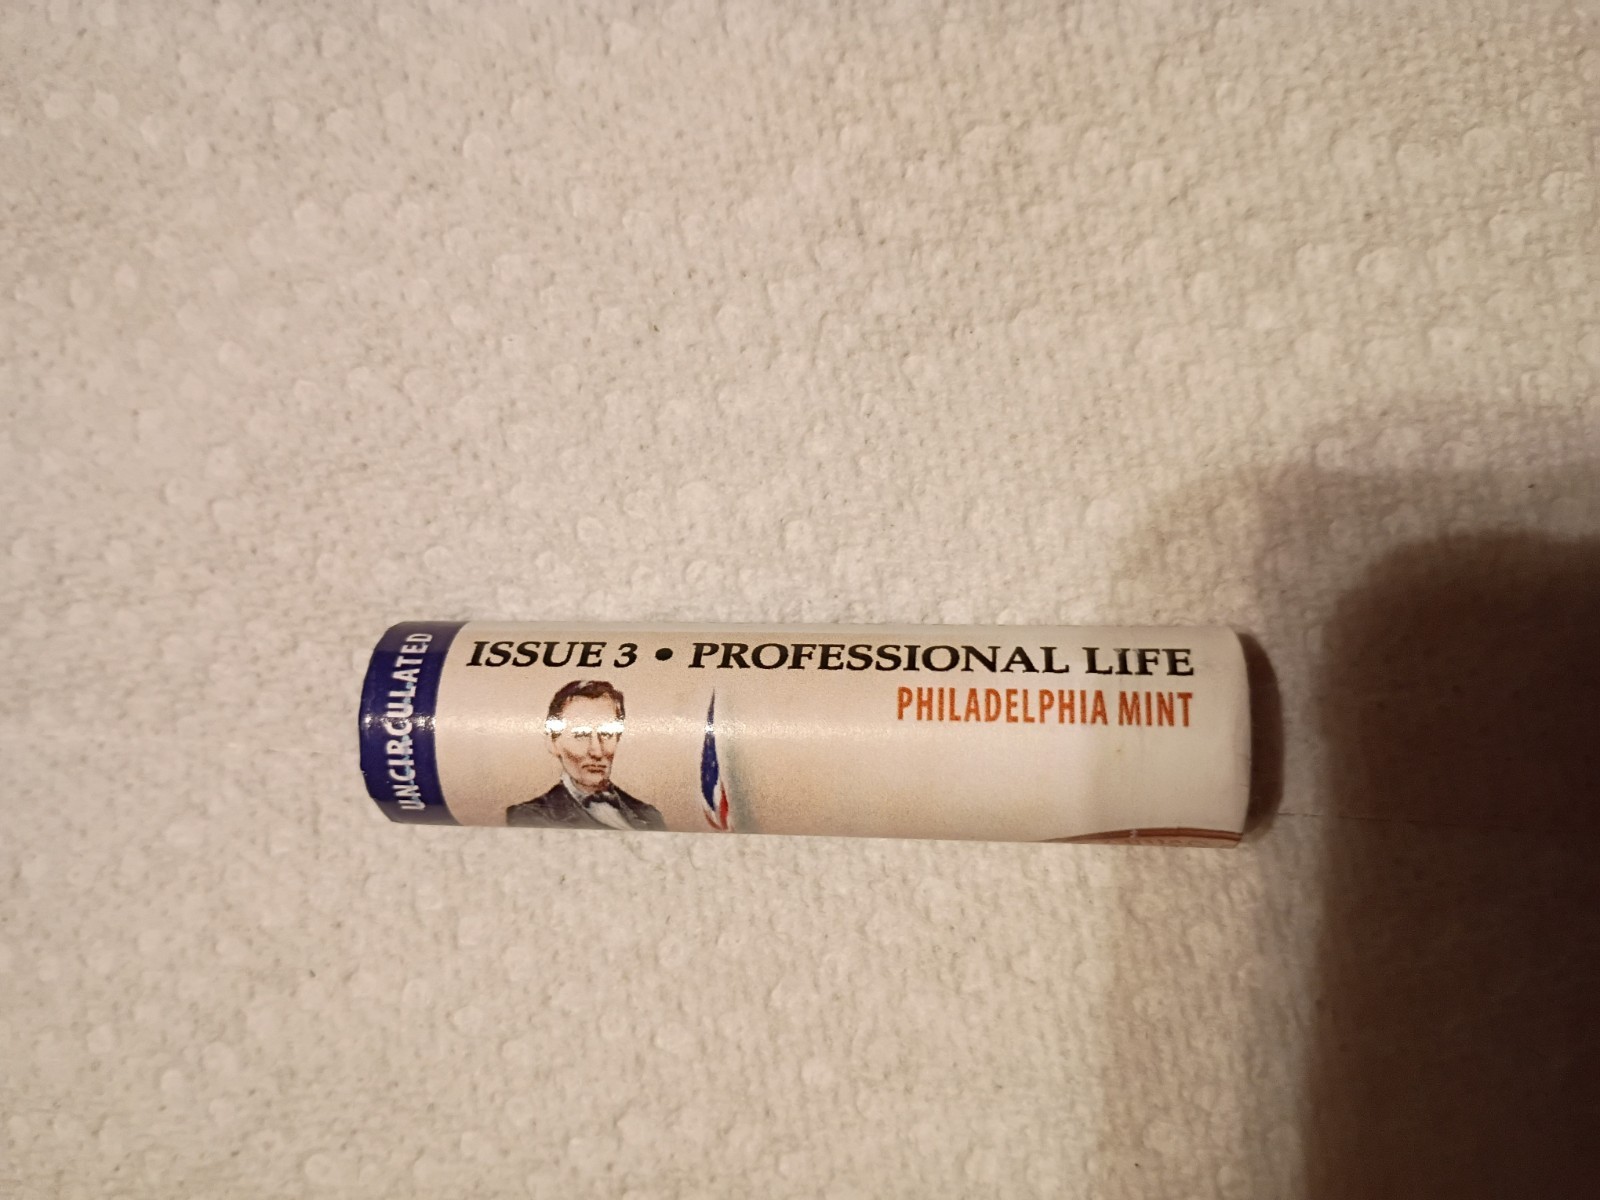 UNCIRCULATED
ISSUE 3 • PROFESSIONAL LIFE
PHILADELPHIA MINT